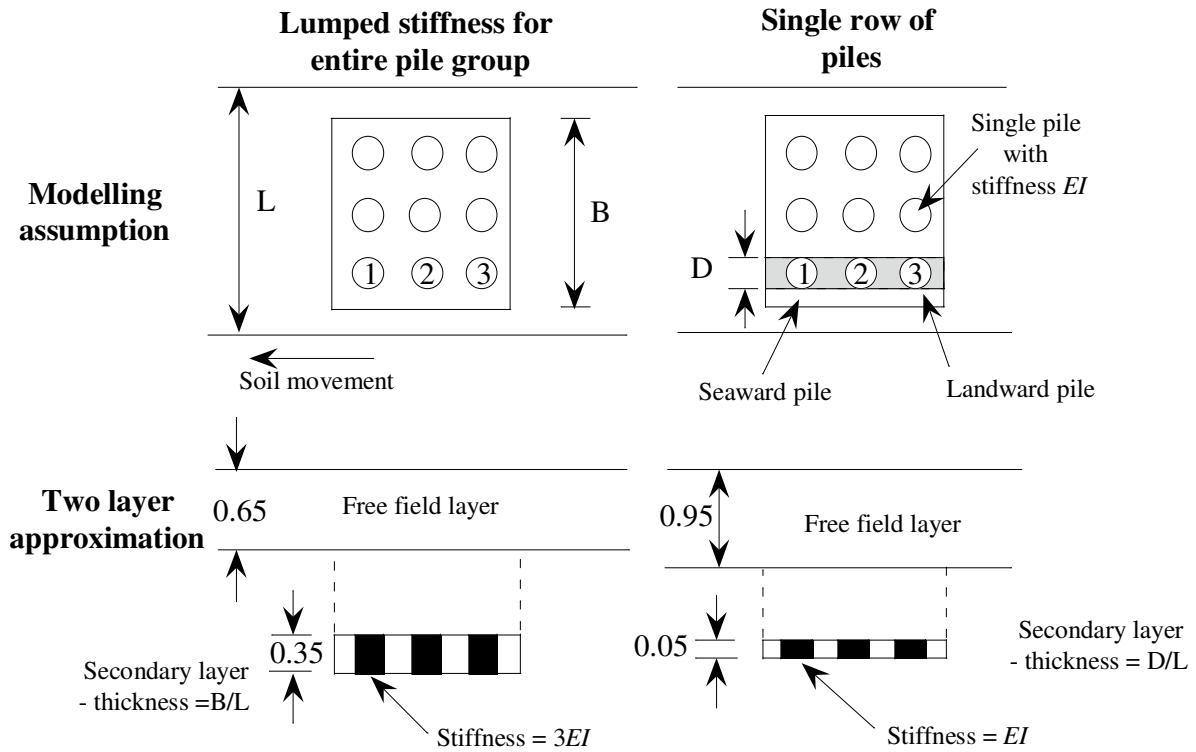 Lumped stiffness for
entire pile group
Single row of
piles
Modelling
assumption
L
B
1 2 3
Soil movement
D
1 2 3
Single pile
with
stiffness EI
Seaward pile
Landward pile
Two layer
approximation
0.65
Free field layer
0.95
Free field layer
0.35
Secondary layer
- thickness =B/L
Stiffness = 3EI
0.05
Secondary layer
- thickness = D/L
Stiffness = EI